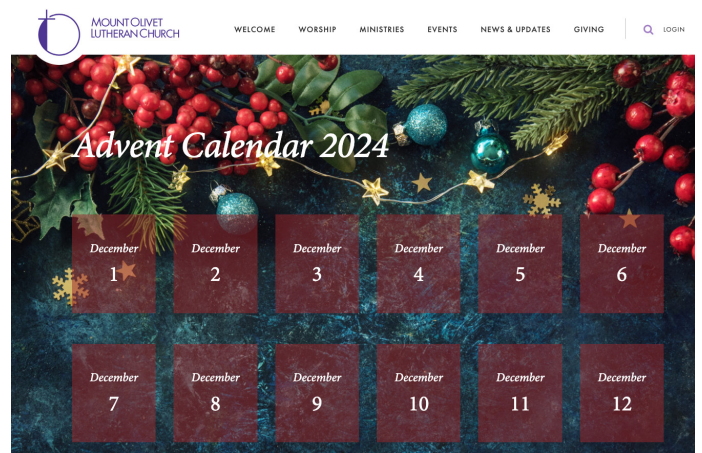 MOUNT OLIVET
LUTHERAN CHURCH
WELCOME WORSHIP MINISTRIES EVENTS NEWS & UPDATES GIVING LOGIN
Advent Calendar 2024
December December December December December December
1 2 3 4 5 6
December December December December December December
7 8 9 10 11 12